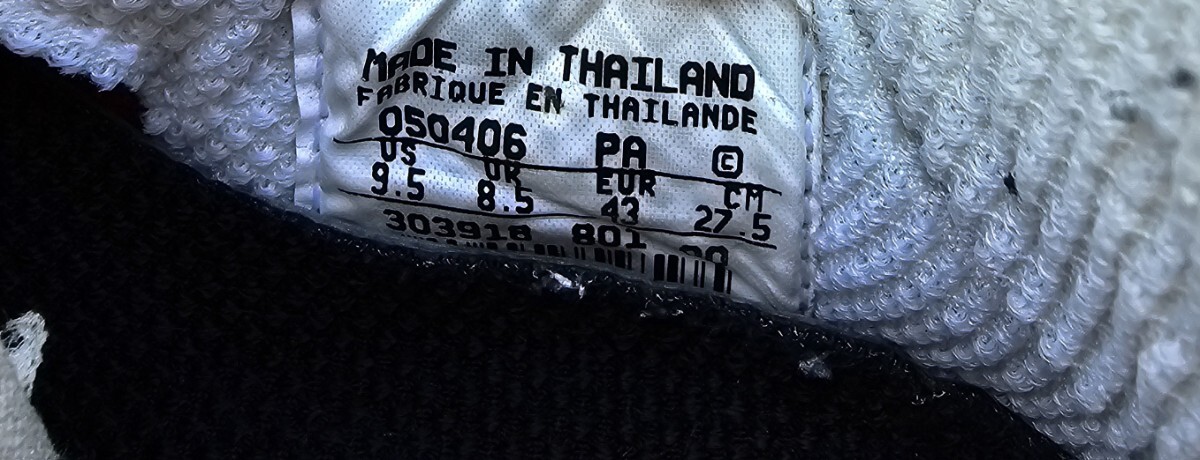 MADE IN THAILAND
FABRIQUE EN THAILANDE
050406 PA ©
US UK EUR CM
9.5 8.5 43 27.5
303918 801